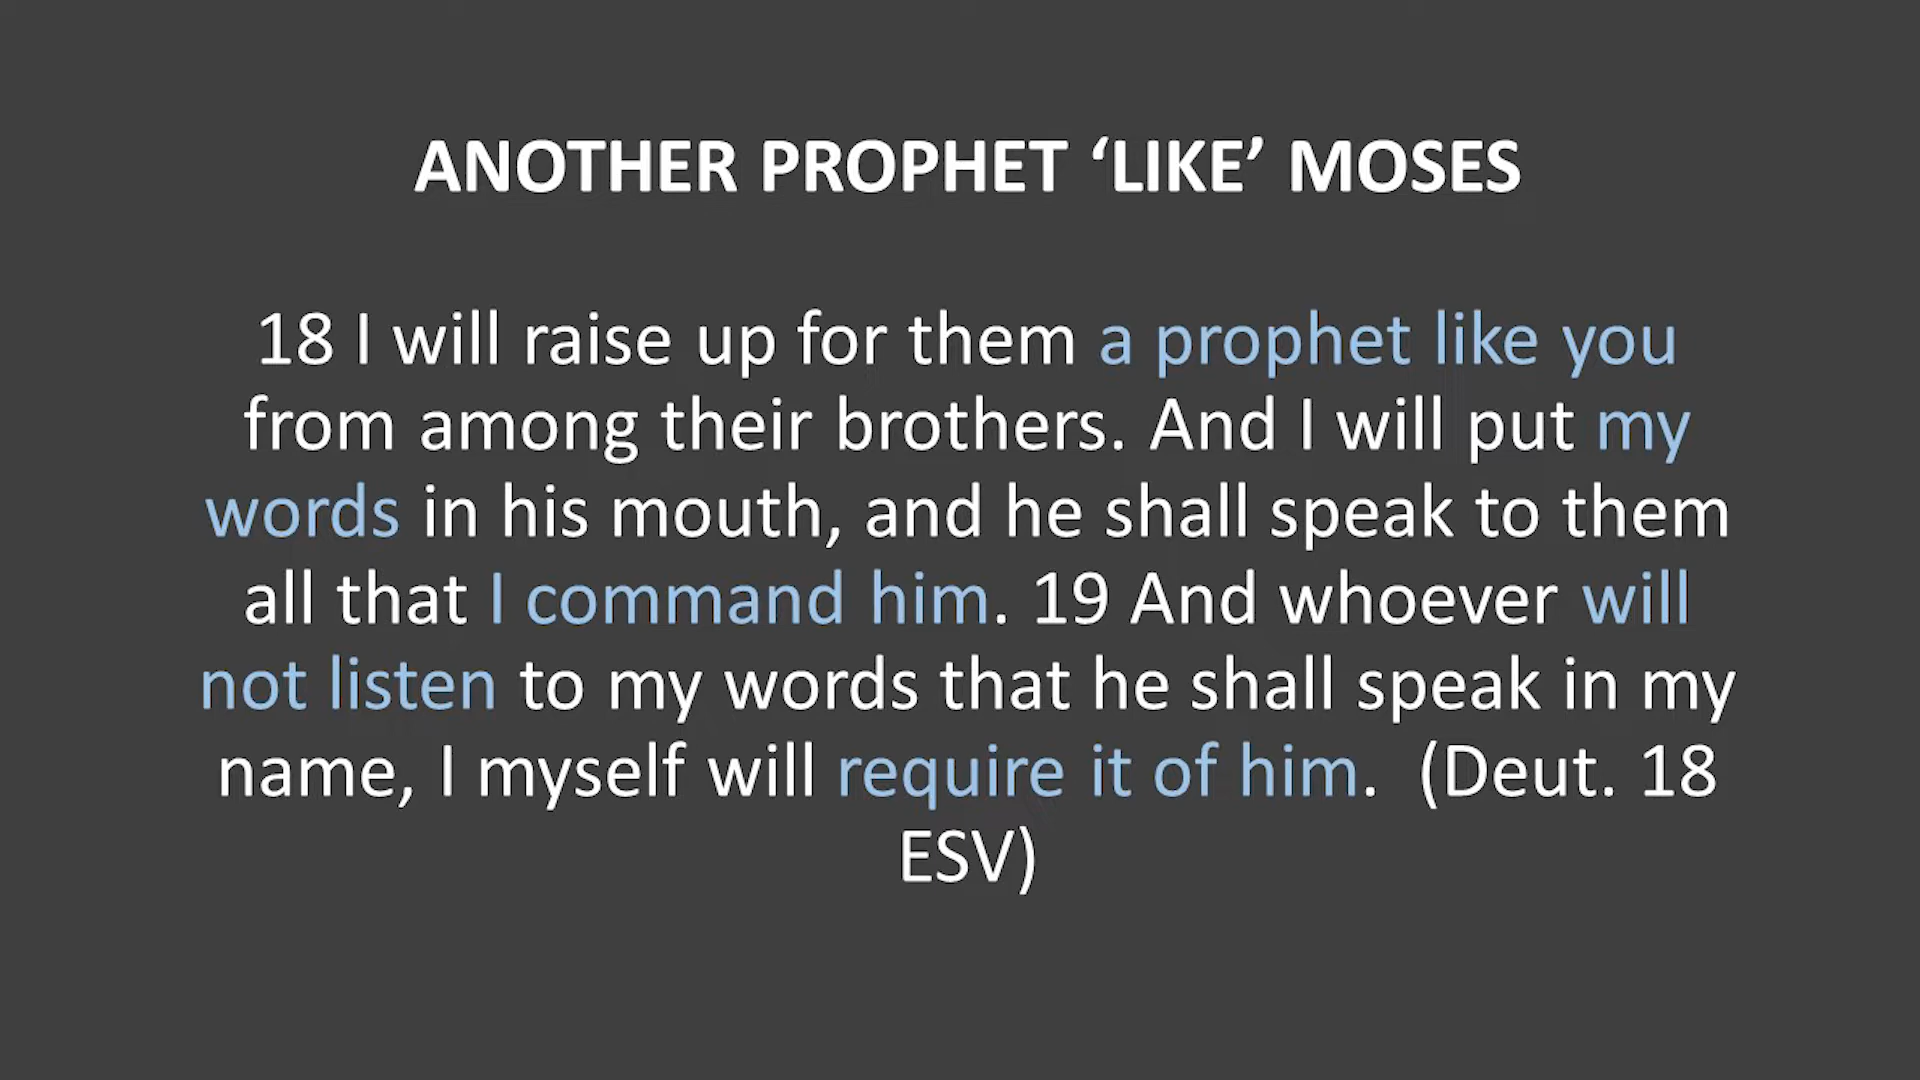 ANOTHER PROPHET ‘LIKE’ MOSES
18 I will raise up for them a prophet like you
from among their brothers. And I will put my
words in his mouth, and he shall speak to them
all that I command him. 19 And whoever will
not listen to my words that he shall speak in my
name, I myself will require it of him.  (Deut. 18
ESV)